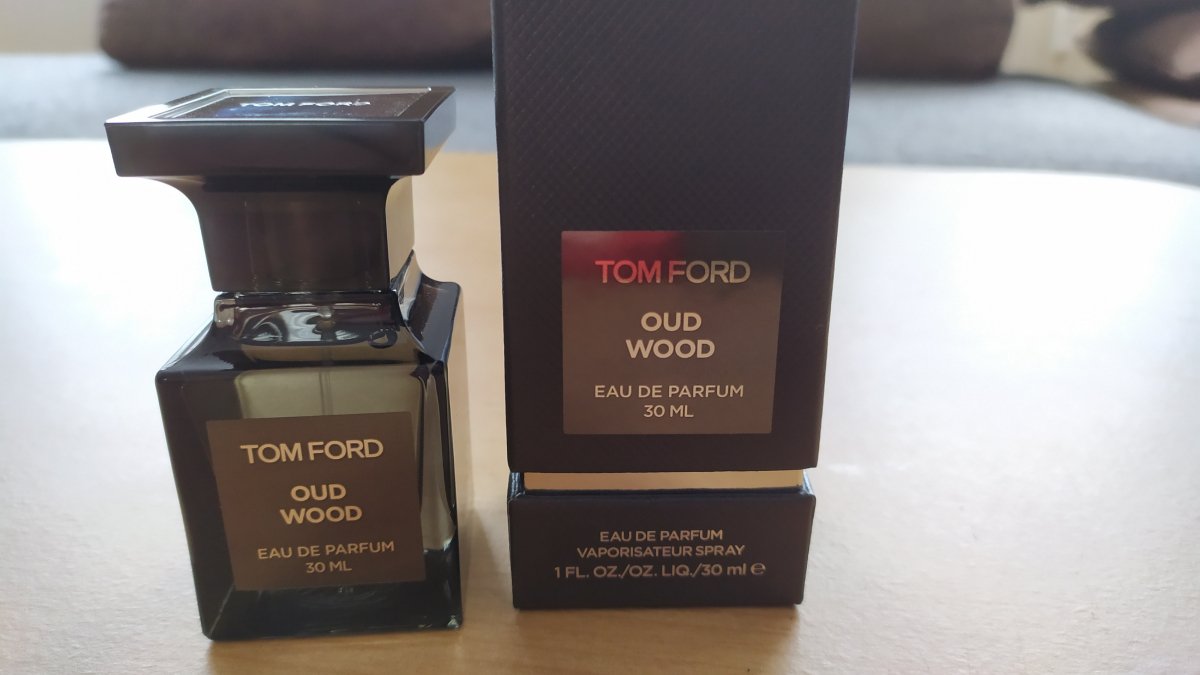 TOM FORD
TOM FORD
OUD
WOOD
EAU DE PARFUM
30 ML
TOM FORD
OUD
WOOD
EAU DE PARFUM
30 ML
EAU DE PARFUM
VAPORISATEUR SPRAY
1 FL. OZ./OZ. LIQ./30 ml ℮